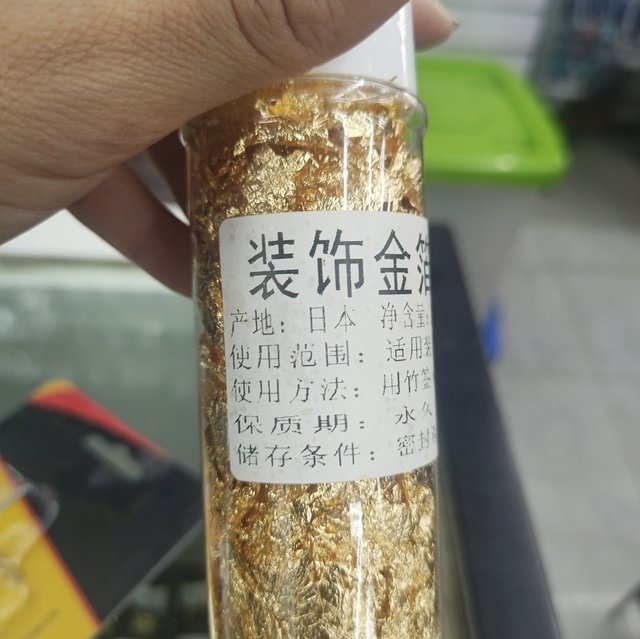 装饰金箔
产地：日本 净含量：
使用范围：适用装
使用方法：用竹签
保质期：永久
储存条件：密封